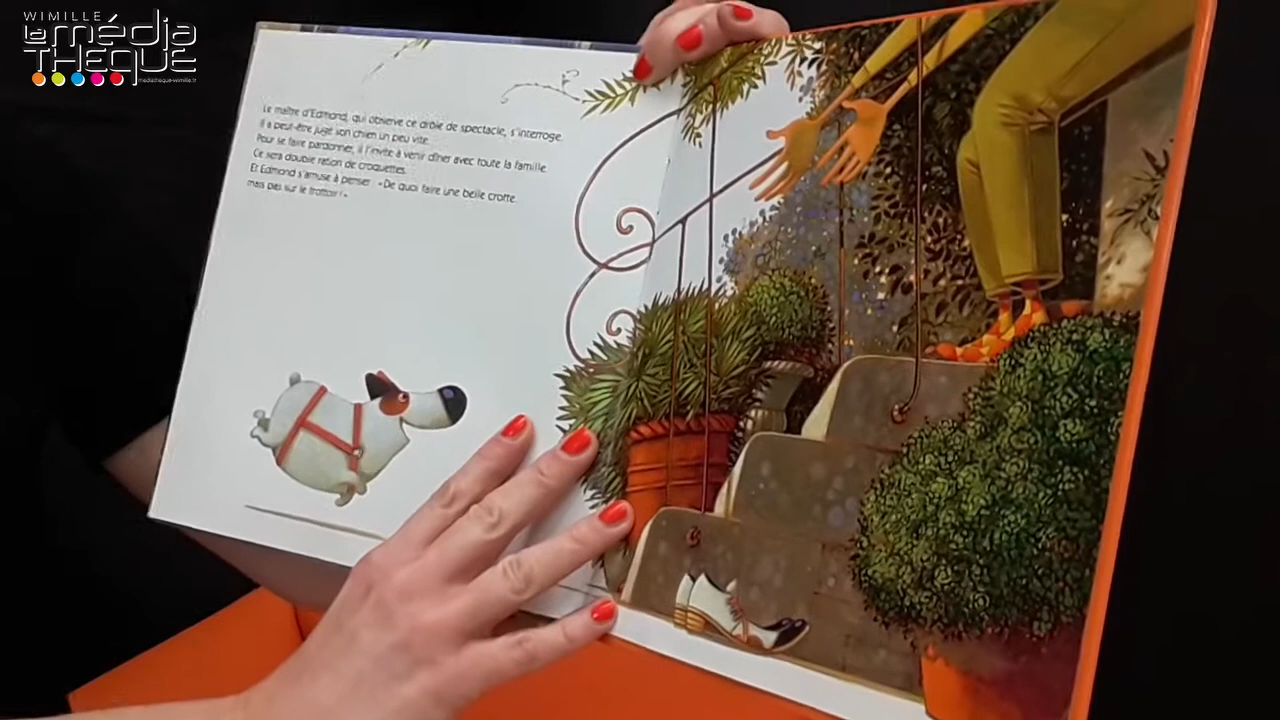 WIMILLE
la média
THÈQUE
mediatheque-wimille.fr
Le maître d'Edmond, qui observe ce drôle de spectacle, s'interroge.
Il a peut-être jugé son chien un peu vite.
Pour se faire pardonner, il l'invite à venir dîner avec toute la famille.
Ce sera double ration de croquettes.
Et Edmond s'amuse à penser : «De quoi faire une belle crotte,
mais pas sur le trottoir !»